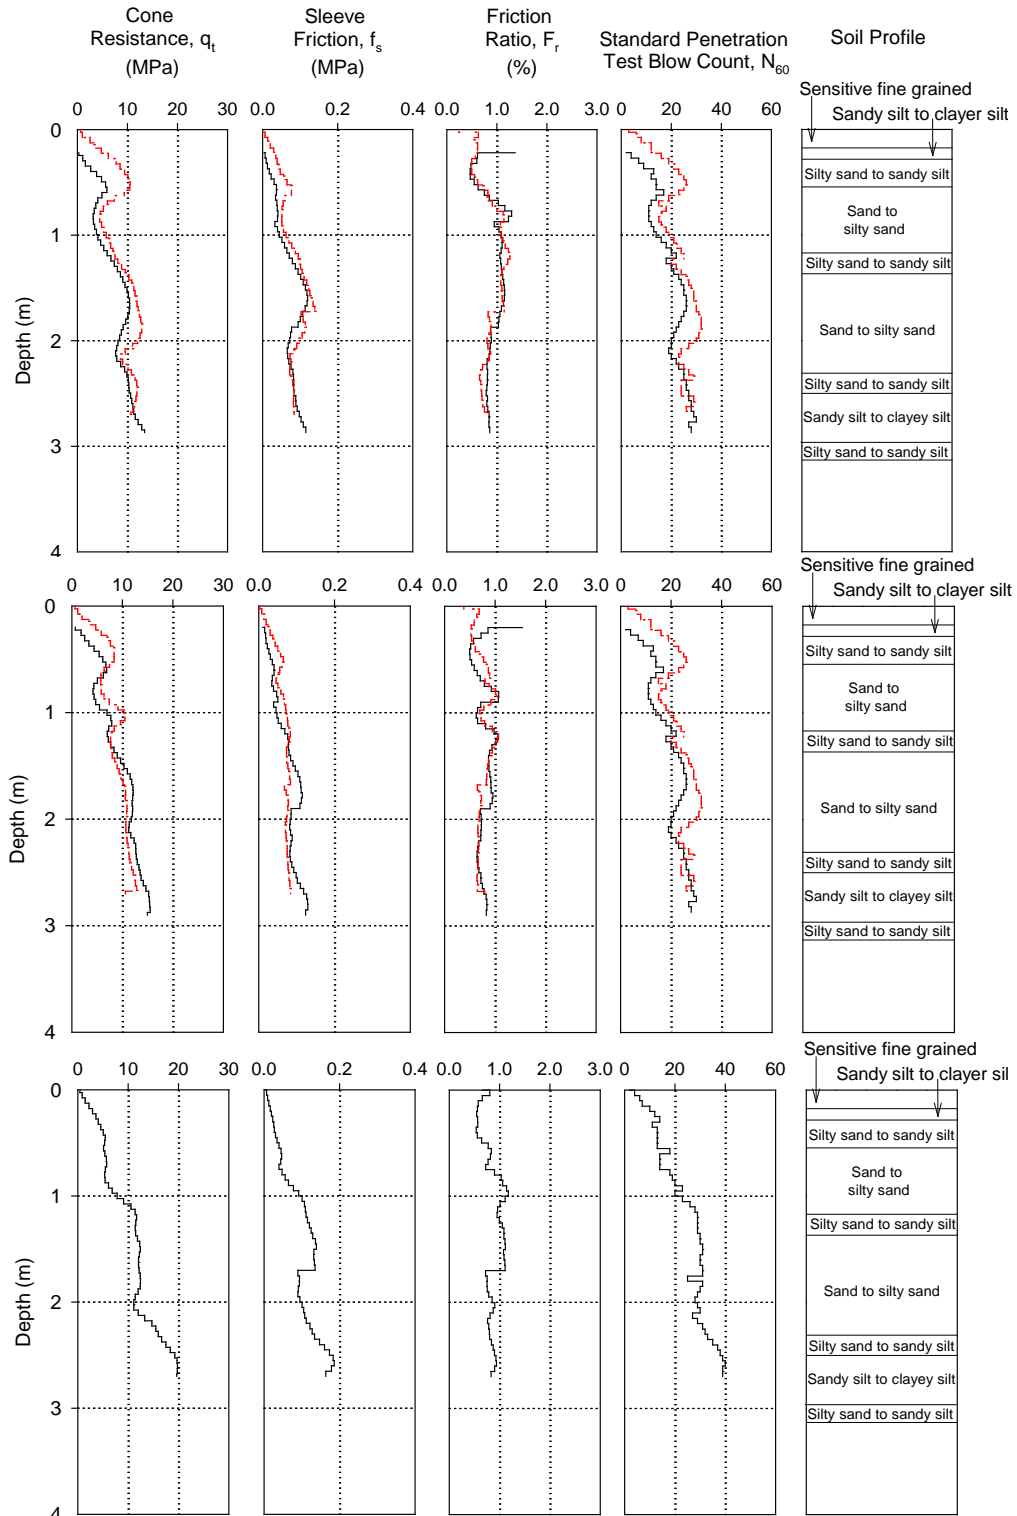 Cone
Resistance, qt
(MPa)
Sleeve
Friction, fs
(MPa)
Friction
Ratio, Fr
(%)
Standard Penetration
Test Blow Count, N60
Soil Profile
0 10 20 30
0.0 0.2 0.4
0.0 1.0 2.0 3.0
0 20 40 60
Sensitive fine grained
Sandy silt to clayer silt
0
1
2
3
4
Depth (m)
Silty sand to sandy silt
Sand to
silty sand
Silty sand to sandy silt
Sand to silty sand
Silty sand to sandy silt
Sandy silt to clayey silt
Silty sand to sandy silt
0 10 20 30
0.0 0.2 0.4
0.0 1.0 2.0 3.0
0 20 40 60
Sensitive fine grained
Sandy silt to clayer silt
0
1
2
3
4
Depth (m)
Silty sand to sandy silt
Sand to
silty sand
Silty sand to sandy silt
Sand to silty sand
Silty sand to sandy silt
Sandy silt to clayey silt
Silty sand to sandy silt
0 10 20 30
0.0 0.2 0.4
0.0 1.0 2.0 3.0
0 20 40 60
Sensitive fine grained
Sandy silt to clayer sil
0
1
2
3
4
Depth (m)
Silty sand to sandy silt
Sand to
silty sand
Silty sand to sandy silt
Sand to silty sand
Silty sand to sandy silt
Sandy silt to clayey silt
Silty sand to sandy silt